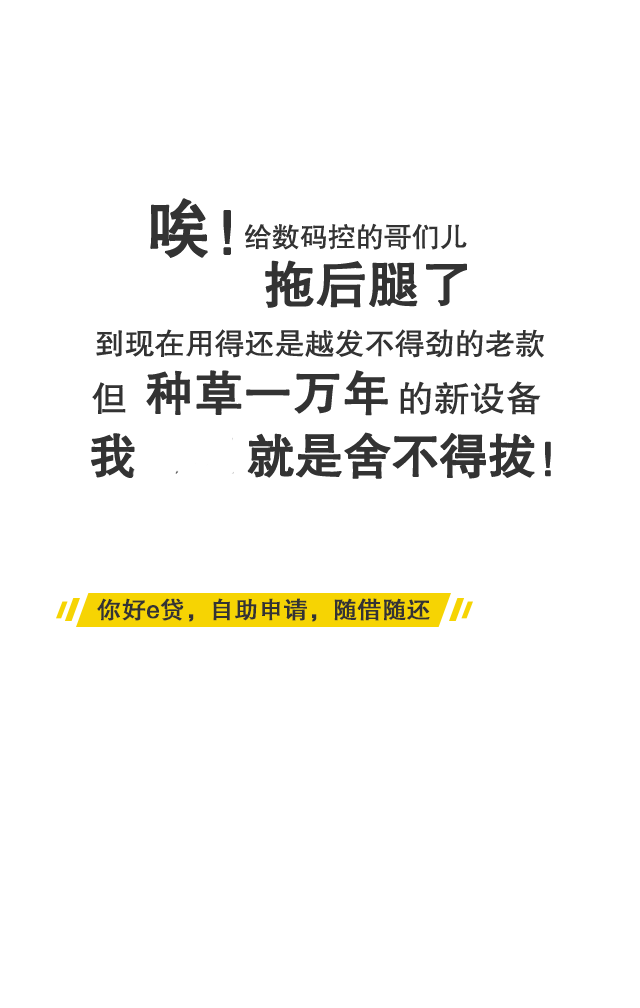 唉！给数码控的哥们儿
拖后腿了
到现在用得还是越发不得劲的老款
但 种草一万年 的新设备
我 就是舍不得拔！
你好e贷，自助申请，随借随还